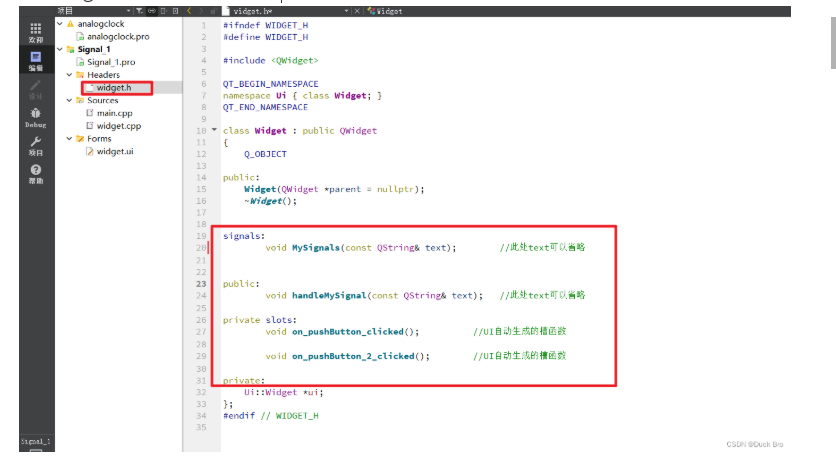 项目
widget.h*
Widget
欢迎
编辑
设计
Debug
项目
帮助
Signal_1
analogclock
analogclock.pro
Signal_1
Signal_1.pro
Headers
widget.h
Sources
main.cpp
widget.cpp
Forms
widget.ui
1 #ifndef WIDGET_H
2 #define WIDGET_H
3
4 #include <QWidget>
5
6 QT_BEGIN_NAMESPACE
7 namespace Ui { class Widget; }
8 QT_END_NAMESPACE
9
10 class Widget : public QWidget
11 {
12 Q_OBJECT
13
14 public:
15 Widget(QWidget *parent = nullptr);
16 ~Widget();
17
18
19 signals:
20 void MySignals(const QString& text); //此处text可以省略
21
22
23 public:
24 void handleMySignal(const QString& text); //此处text可以省略
25
26 private slots:
27 void on_pushButton_clicked(); //UI自动生成的槽函数
28
29 void on_pushButton_2_clicked(); //UI自动生成的槽函数
30
31 private:
32 Ui::Widget *ui;
33 };
34 #endif // WIDGET_H
35
CSDN @Duck Bro